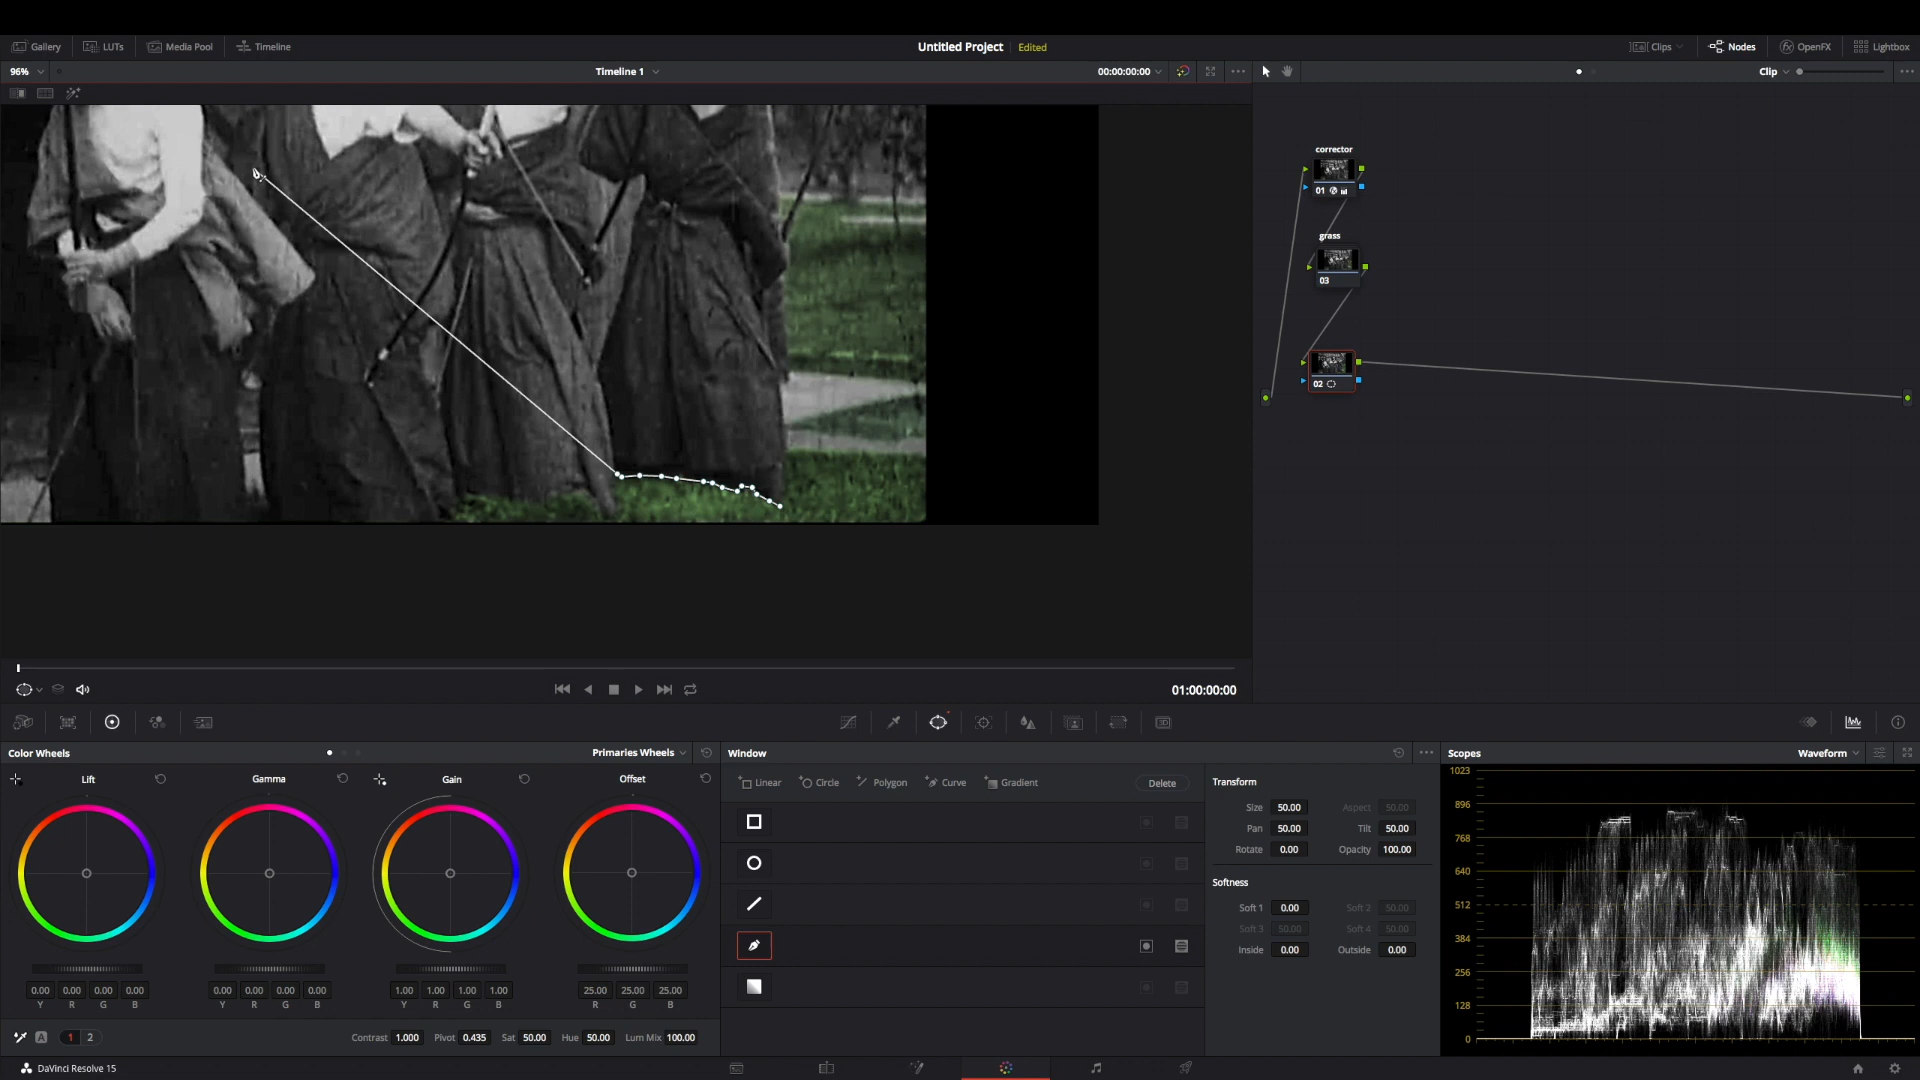 Gallery LUTs Media Pool Timeline Untitled Project Edited Clips Nodes OpenFX Lightbox
96% Timeline 1 00:00:00:00 Clip
corrector
01
grass
03
02
01:00:00:00
Color Wheels Primaries Wheels Window Scopes Waveform
Lift Gamma Gain Offset
Linear Circle Polygon Curve Gradient Delete
Transform
Size 50.00 Aspect 50.00
Pan 50.00 Tilt 50.00
Rotate 0.00 Opacity 100.00
Softness
Soft 1 0.00 Soft 2 50.00
Soft 3 50.00 Soft 4 50.00
Inside 0.00 Outside 0.00
1023
896
768
640
512
384
256
128
0
0.00 0.00 0.00 0.00 0.00 0.00 0.00 0.00 1.00 1.00 1.00 1.00 25.00 25.00 25.00
Y R G B Y R G B Y R G B R G B
A 1 2 Contrast 1.000 Pivot 0.435 Sat 50.00 Hue 50.00 Lum Mix 100.00
DaVinci Resolve 15